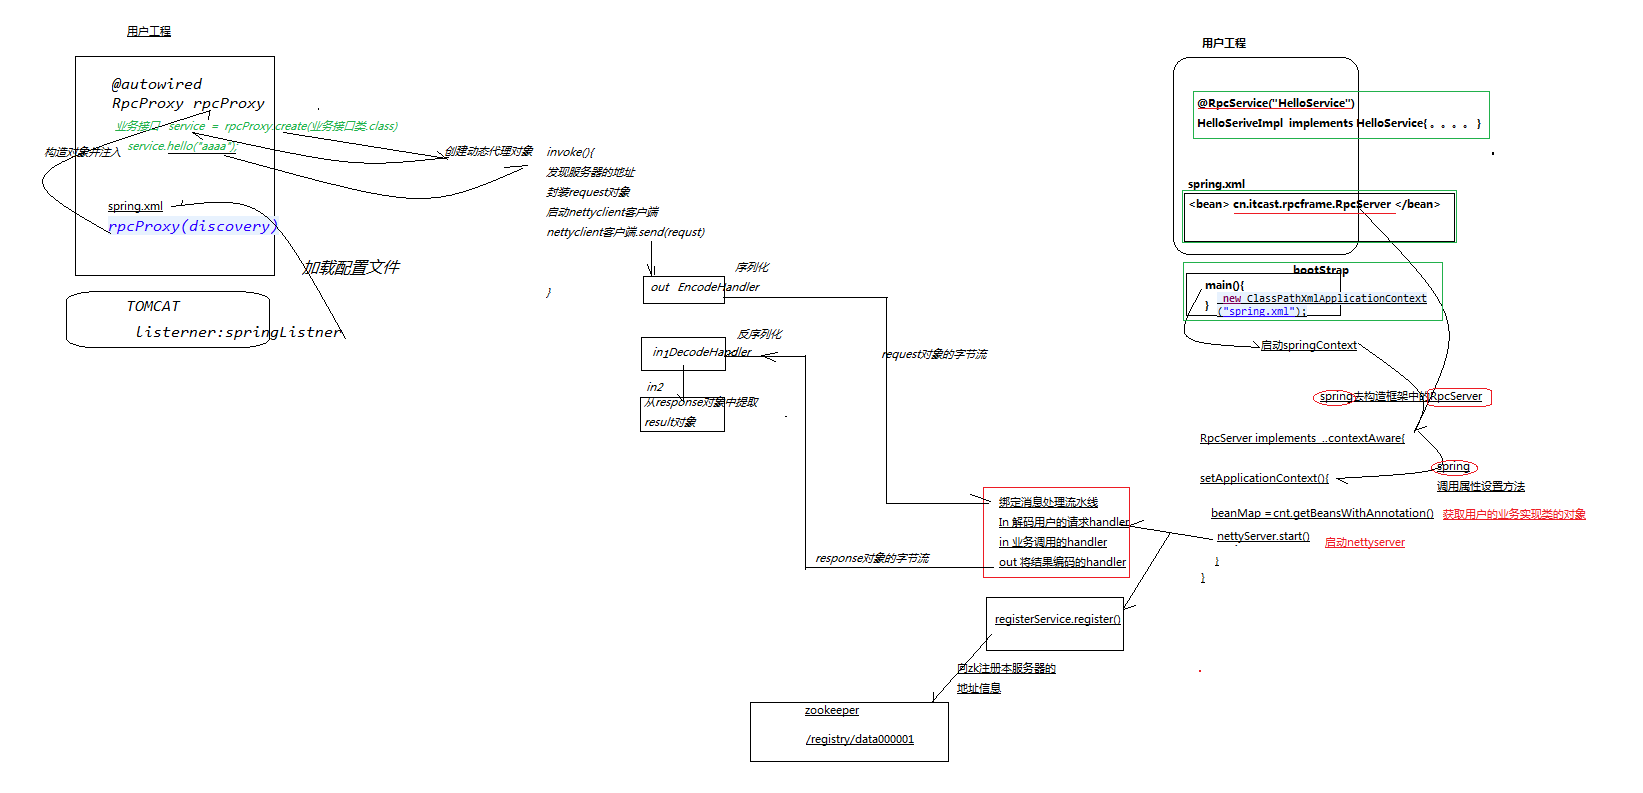 用户工程
@autowired
RpcProxy rpcProxy
业务接口 service = rpcProxy.create(业务接口类.class)
service.hello("aaaa");
构造对象并注入
spring.xml
rpcProxy(discovery)
加载配置文件
TOMCAT
listerner:springListner
创建动态代理对象
invoke(){
发现服务器的地址
封装request对象
启动nettyclient客户端
nettyclient客户端.send(requst)
}
序列化
out EncodeHandler
反序列化
in1DecodeHandler
in2
从response对象中提取
result对象
request对象的字节流
response对象的字节流
绑定消息处理流水线
In 解码用户的请求handler
in 业务调用的handler
out 将结果编码的handler
registerService.register()
向zk注册本服务器的
地址信息
zookeeper
/registry/data000001
用户工程
@RpcService("HelloService")
HelloSeriveImpl implements HelloService{ 。。。。 }
spring.xml
<bean> cn.itcast.rpcframe.RpcServer </bean>
bootStrap
main(){
new ClassPathXmlApplicationContext
}
("spring.xml");
启动springContext
spring去构造框架中的RpcServer
RpcServer implements ..contextAware{
spring
setApplicationContext(){
调用属性设置方法
beanMap = cnt.getBeansWithAnnotation() 获取用户的业务实现类的对象
nettyServer.start() 启动nettyserver
}
}